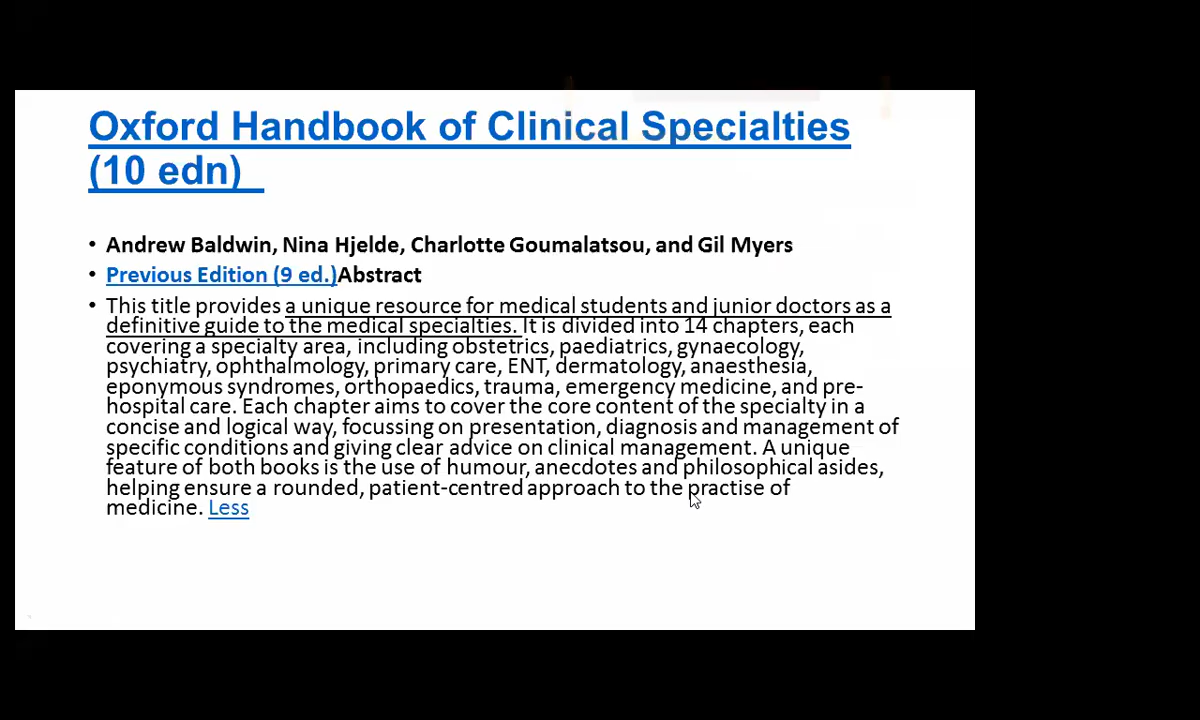 Oxford Handbook of Clinical Specialties
(10 edn)
• Andrew Baldwin, Nina Hjelde, Charlotte Goumalatsou, and Gil Myers
• Previous Edition (9 ed.)Abstract
• This title provides a unique resource for medical students and junior doctors as a
definitive guide to the medical specialties. It is divided into 14 chapters, each
covering a specialty area, including obstetrics, paediatrics, gynaecology,
psychiatry, ophthalmology, primary care, ENT, dermatology, anaesthesia,
eponymous syndromes, orthopaedics, trauma, emergency medicine, and pre-
hospital care. Each chapter aims to cover the core content of the specialty in a
concise and logical way, focussing on presentation, diagnosis and management of
specific conditions and giving clear advice on clinical management. A unique
feature of both books is the use of humour, anecdotes and philosophical asides,
helping ensure a rounded, patient-centred approach to the practise of
medicine. Less